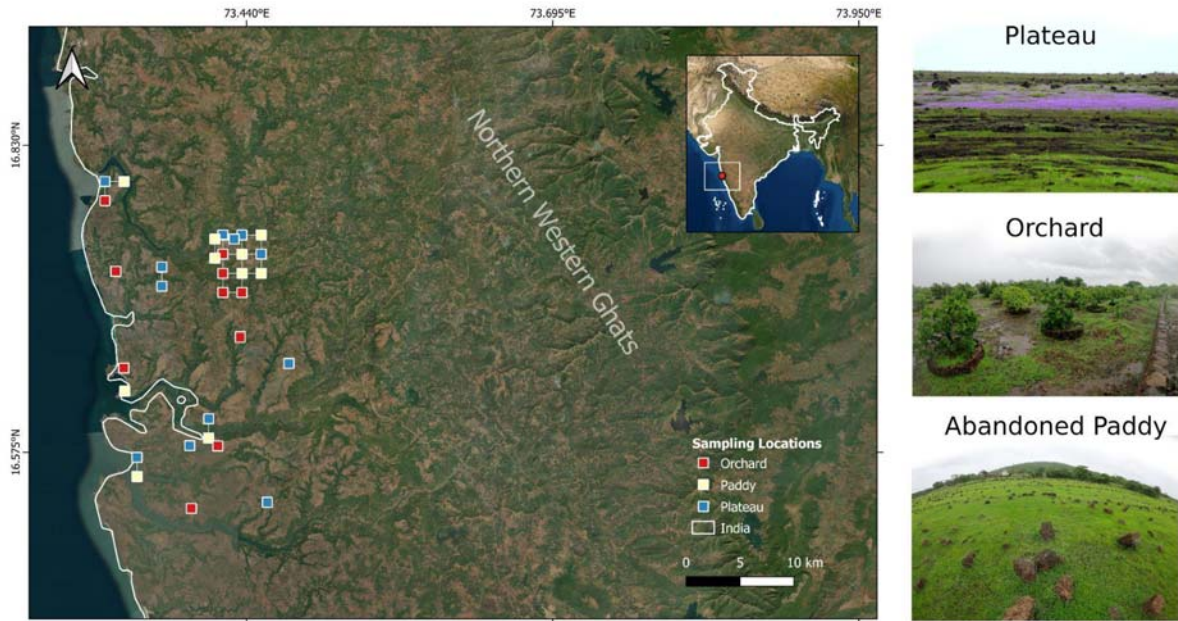 73.440°E
73.695°E
73.950°E
16.830°N
16.575°N
Northern Western Ghats
Sampling Locations
Orchard
Paddy
Plateau
India
0 5 10 km
Plateau
Orchard
Abandoned Paddy